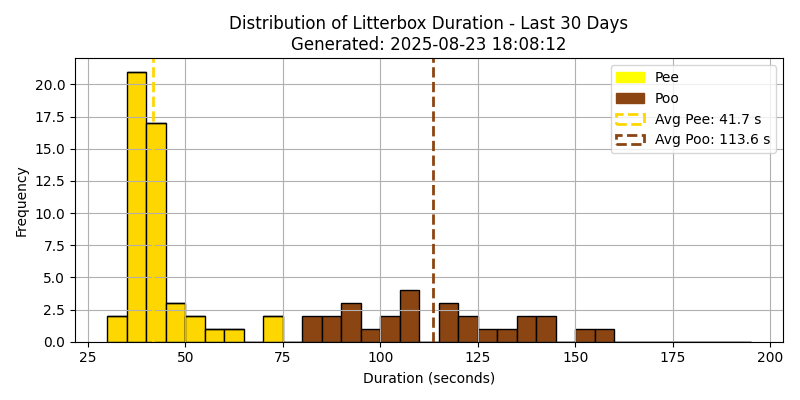 Distribution of Litterbox Duration - Last 30 Days
Generated: 2025-08-23 18:08:12
Pee
Poo
Avg Pee: 41.7 s
Avg Poo: 113.6 s
Frequency
20.0
17.5
15.0
12.5
10.0
7.5
5.0
2.5
0.0
25 50 75 100 125 150 175 200
Duration (seconds)